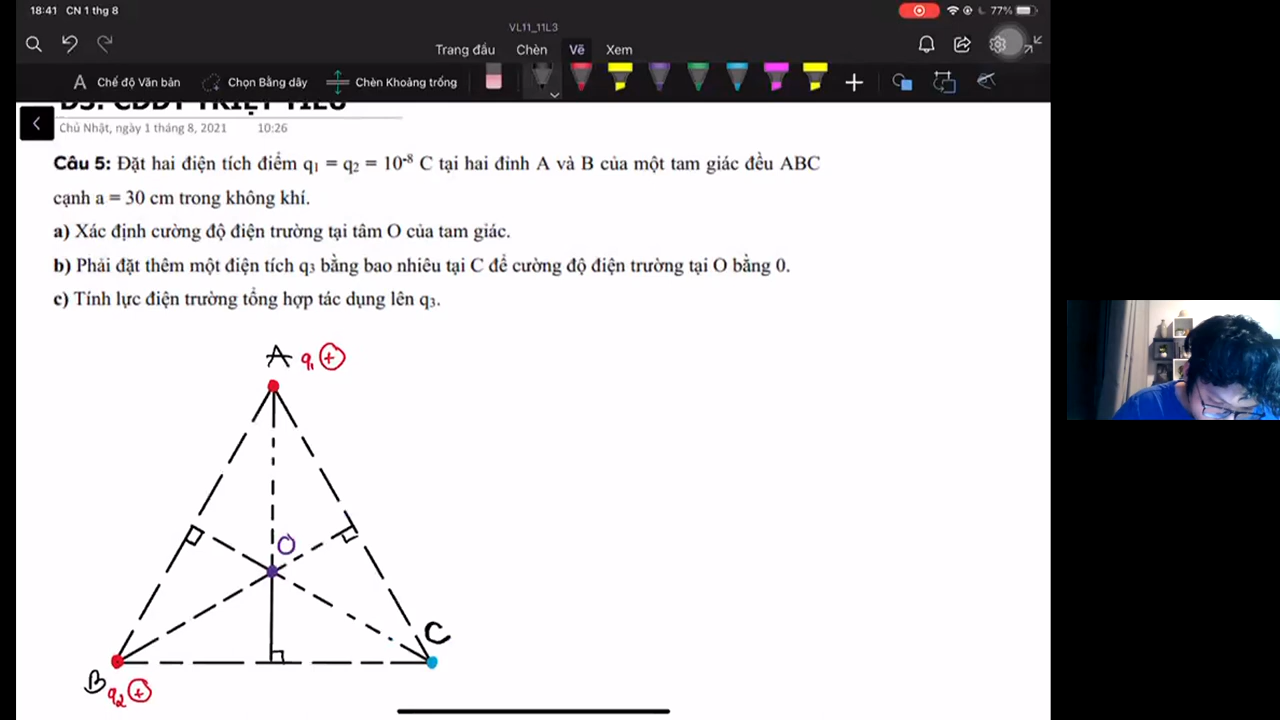 18:41 CN 1 thg 8
77%
VL11_11L3
Trang đầu Chèn Vẽ Xem
Chế độ Văn bản Chọn Bằng dây Chèn Khoảng trống
D3. CĐĐT TRIỆT TIÊU
Chủ Nhật, ngày 1 tháng 8, 2021 10:26
Câu 5: Đặt hai điện tích điểm q₁ = q₂ = 10⁻⁸ C tại hai đỉnh A và B của một tam giác đều ABC
cạnh a = 30 cm trong không khí.
a) Xác định cường độ điện trường tại tâm O của tam giác.
b) Phải đặt thêm một điện tích q₃ bằng bao nhiêu tại C để cường độ điện trường tại O bằng 0.
c) Tính lực điện trường tổng hợp tác dụng lên q₃.
A q₁ +
O
C
B q₂ +